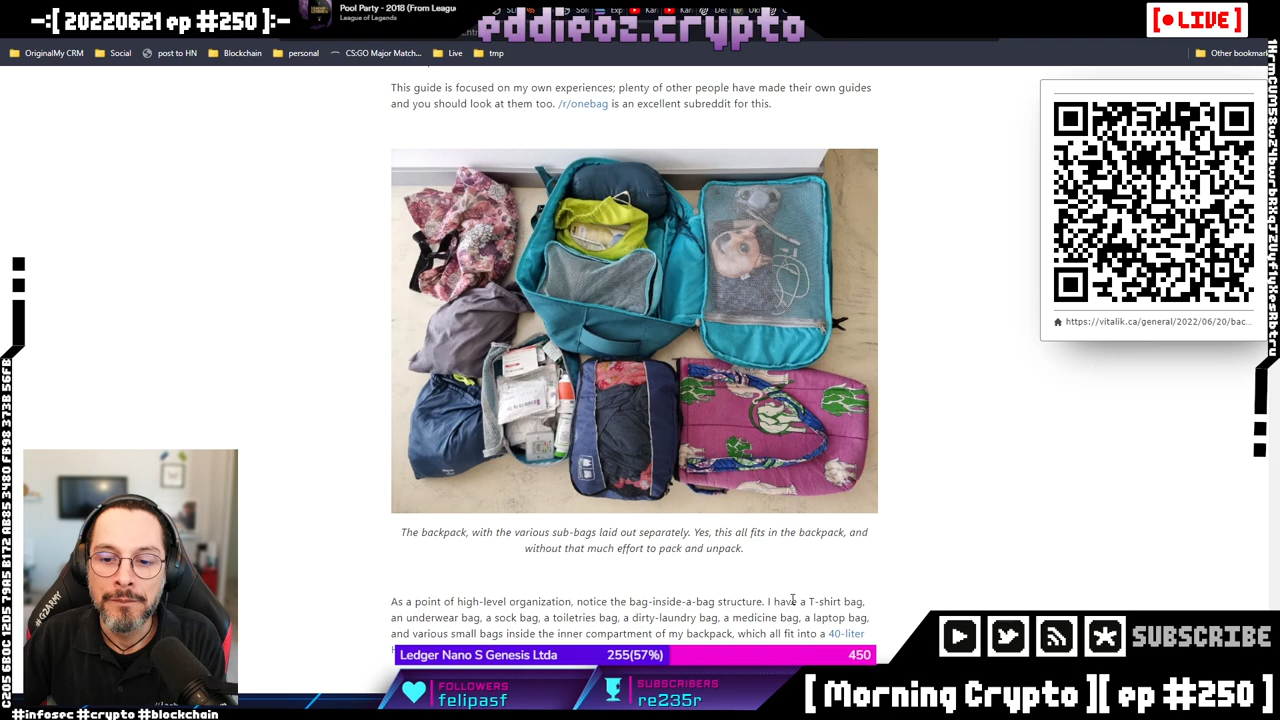 —:[ 20220621 ep #250 ]:—
Pool Party - 2018 (From Leagu
League of Legends
eddieoz.crypto
[● LIVE]
OriginalMy CRM
Social
post to HN
Blockchain
personal
CS:GO Major Match...
Live
tmp
Other bookmar
This guide is focused on my own experiences; plenty of other people have made their own guides
and you should look at them too. /r/onebag is an excellent subreddit for this.
https://vitalik.ca/general/2022/06/20/bac...
The backpack, with the various sub-bags laid out separately. Yes, this all fits in the backpack, and
without that much effort to pack and unpack.
As a point of high-level organization, notice the bag-inside-a-bag structure. I have a T-shirt bag,
an underwear bag, a sock bag, a toiletries bag, a dirty-laundry bag, a medicine bag, a laptop bag,
and various small bags inside the inner compartment of my backpack, which all fit into a 40-liter
Ledger Nano S Genesis Ltda
255(57%)
450
#G2ARMY
FOLLOWERS
felipasf
SUBSCRIBERS
re235r
SUBSCRIBE
[ Morning Crypto ][ ep #250 ]
#infosec #crypto #blockchain